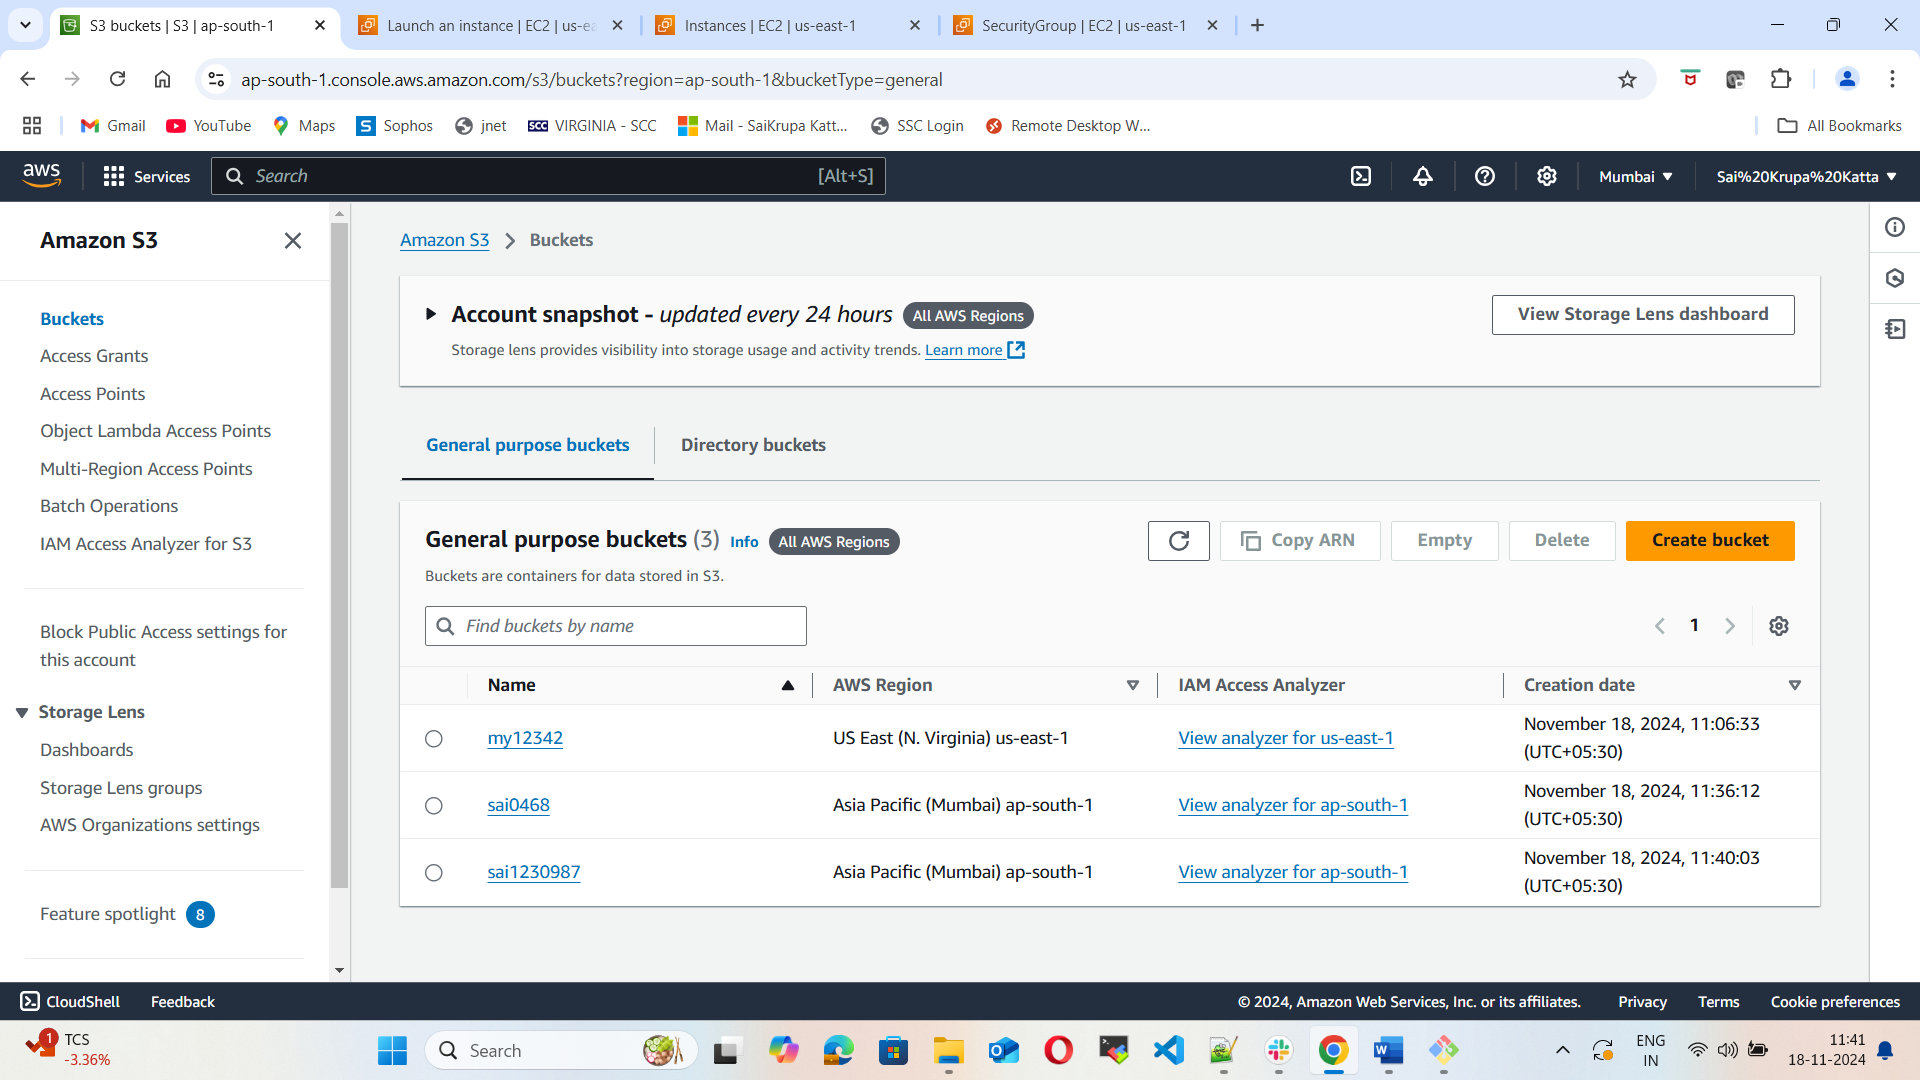 S3 buckets | S3 | ap-south-1
Launch an instance | EC2 | us-ea
Instances | EC2 | us-east-1
SecurityGroup | EC2 | us-east-1
ap-south-1.console.aws.amazon.com/s3/buckets?region=ap-south-1&bucketType=general
Gmail YouTube Maps Sophos jnet VIRGINIA - SCC Mail - SaiKrupa Katt... SSC Login Remote Desktop W... All Bookmarks
aws Services Search [Alt+S] Mumbai Sai%20Krupa%20Katta
Amazon S3
Buckets
Access Grants
Access Points
Object Lambda Access Points
Multi-Region Access Points
Batch Operations
IAM Access Analyzer for S3
Block Public Access settings for
this account
Storage Lens
Dashboards
Storage Lens groups
AWS Organizations settings
Feature spotlight 8
Amazon S3 Buckets
Account snapshot - updated every 24 hours All AWS Regions View Storage Lens dashboard
Storage lens provides visibility into storage usage and activity trends. Learn more
General purpose buckets Directory buckets
General purpose buckets (3) Info All AWS Regions Copy ARN Empty Delete Create bucket
Buckets are containers for data stored in S3.
Find buckets by name 1
Name AWS Region IAM Access Analyzer Creation date
my12342 US East (N. Virginia) us-east-1 View analyzer for us-east-1 November 18, 2024, 11:06:33
(UTC+05:30)
sai0468 Asia Pacific (Mumbai) ap-south-1 View analyzer for ap-south-1 November 18, 2024, 11:36:12
(UTC+05:30)
sai1230987 Asia Pacific (Mumbai) ap-south-1 View analyzer for ap-south-1 November 18, 2024, 11:40:03
(UTC+05:30)
CloudShell Feedback © 2024, Amazon Web Services, Inc. or its affiliates. Privacy Terms Cookie preferences
1 TCS
-3.36%
Search
ENG
IN
11:41
18-11-2024